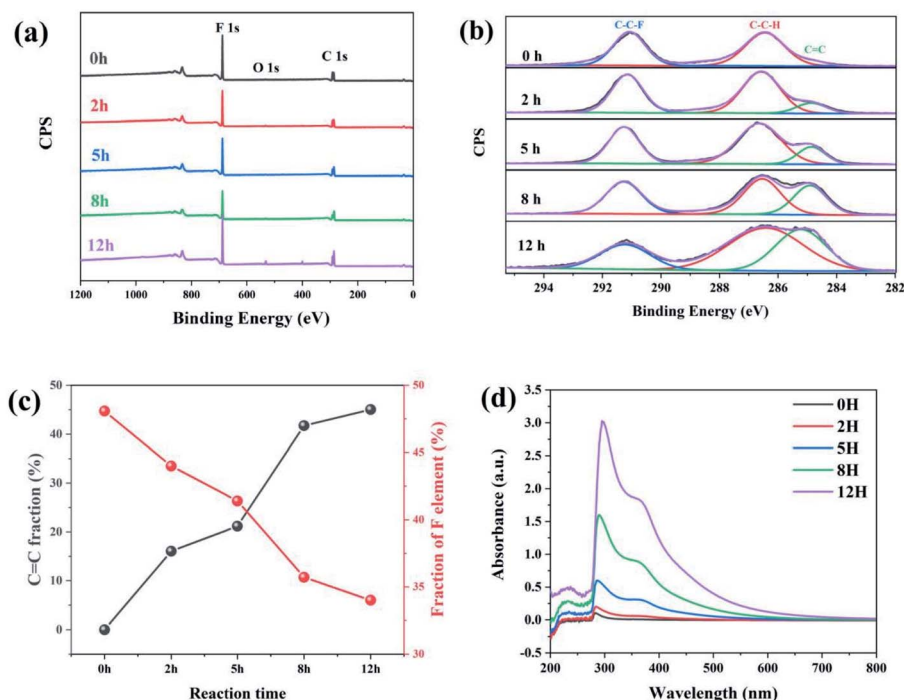 (a)
F 1s
O 1s
C 1s
0h
2h
5h
8h
12h
CPS
1200 1000 800 600 400 200 0
Binding Energy (eV)
(b)
C-C-F
C-C-H
C=C
0 h
2 h
5 h
8 h
12 h
CPS
294 292 290 288 286 284 282
Binding Energy (eV)
(c)
50
40
30
20
10
0
C=C fraction (%)
50
45
40
35
30
Fraction of F element (%)
0h 2h 5h 8h 12h
Reaction time
(d)
0H
2H
5H
8H
12H
3.5
3.0
2.5
2.0
1.5
1.0
0.5
0.0
-0.5
Absorbance (a.u.)
200 300 400 500 600 700 800
Wavelength (nm)